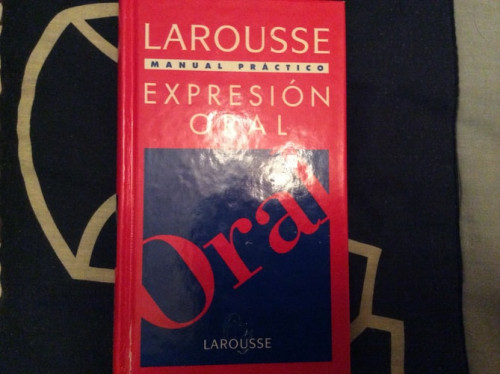 LAROUSSE
MANUAL PRÁCTICO
EXPRESIÓN
ORAL
Oral
LAROUSSE